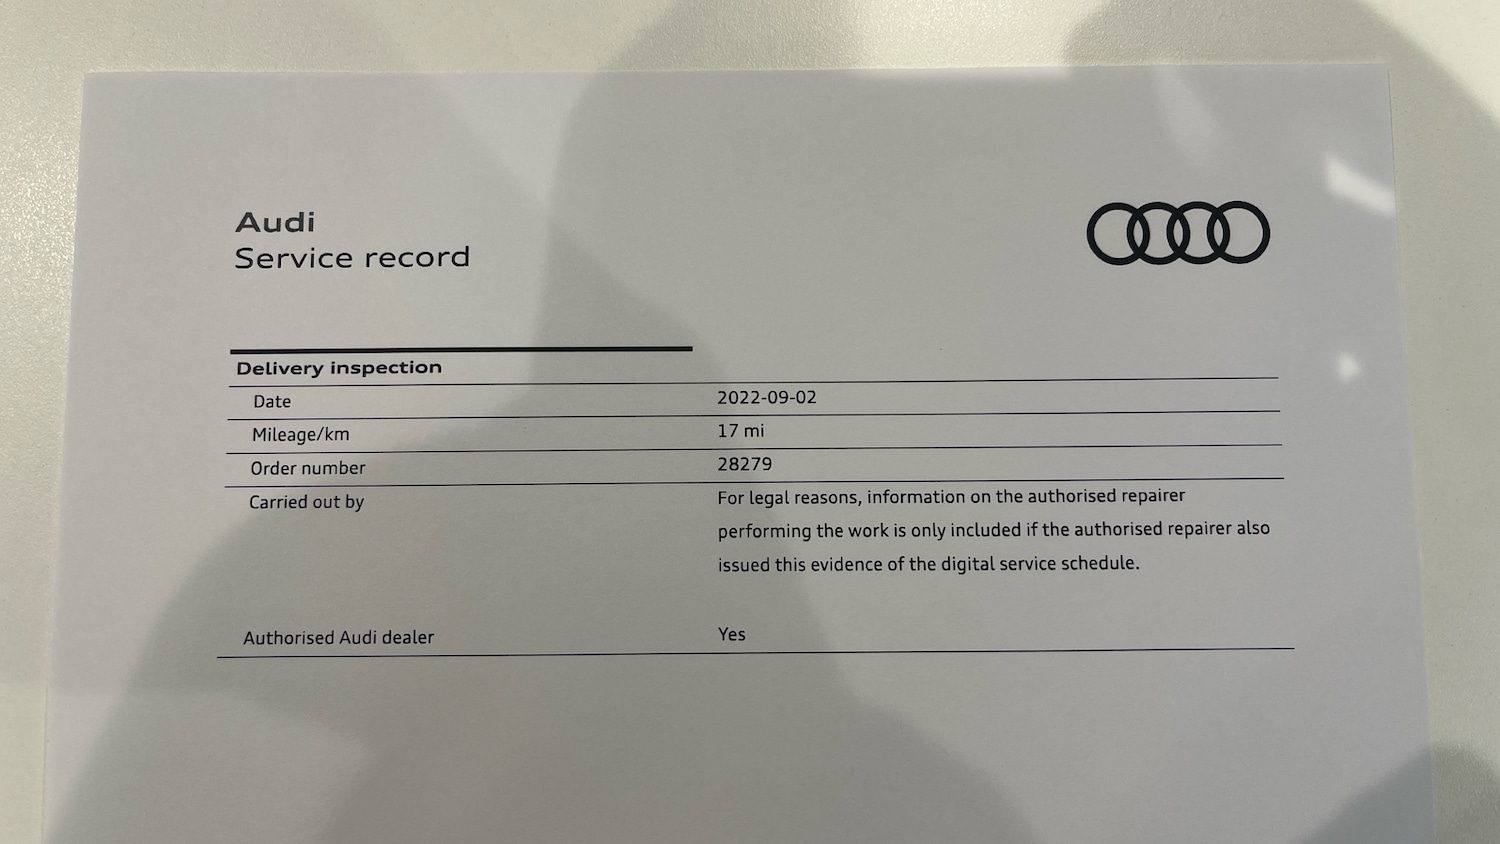 Audi
Service record
Delivery inspection
Date 2022-09-02
Mileage/km 17 mi
Order number 28279
Carried out by For legal reasons, information on the authorised repairer
performing the work is only included if the authorised repairer also
issued this evidence of the digital service schedule.
Authorised Audi dealer Yes